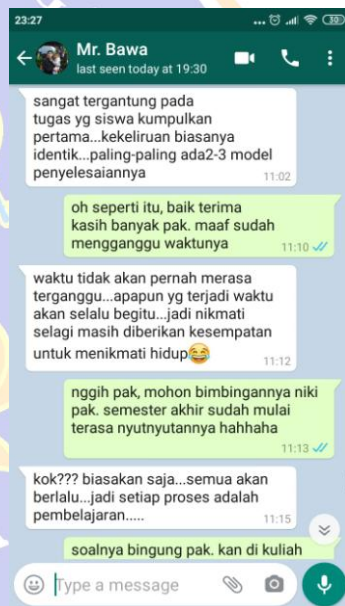 23:27
... 30
Mr. Bawa
last seen today at 19:30
sangat tergantung pada
tugas yg siswa kumpulkan
pertama...kekeliruan biasanya
identik...paling-paling ada2-3 model
penyelesaiannya
11:02
oh seperti itu, baik terima
kasih banyak pak. maaf sudah
mengganggu waktunya
11:10
waktu tidak akan pernah merasa
terganggu...apapun yg terjadi waktu
akan selalu begitu...jadi nikmati
selagi masih diberikan kesempatan
untuk menikmati hidup😂
11:12
nggih pak, mohon bimbingannya niki
pak. semester akhir sudah mulai
terasa nyutnyutannya hahhaha
11:13
kok??? biasakan saja...semua akan
berlalu...jadi setiap proses adalah
pembelajaran.....
11:15
soalnya bingung pak. kan di kuliah
Type a message